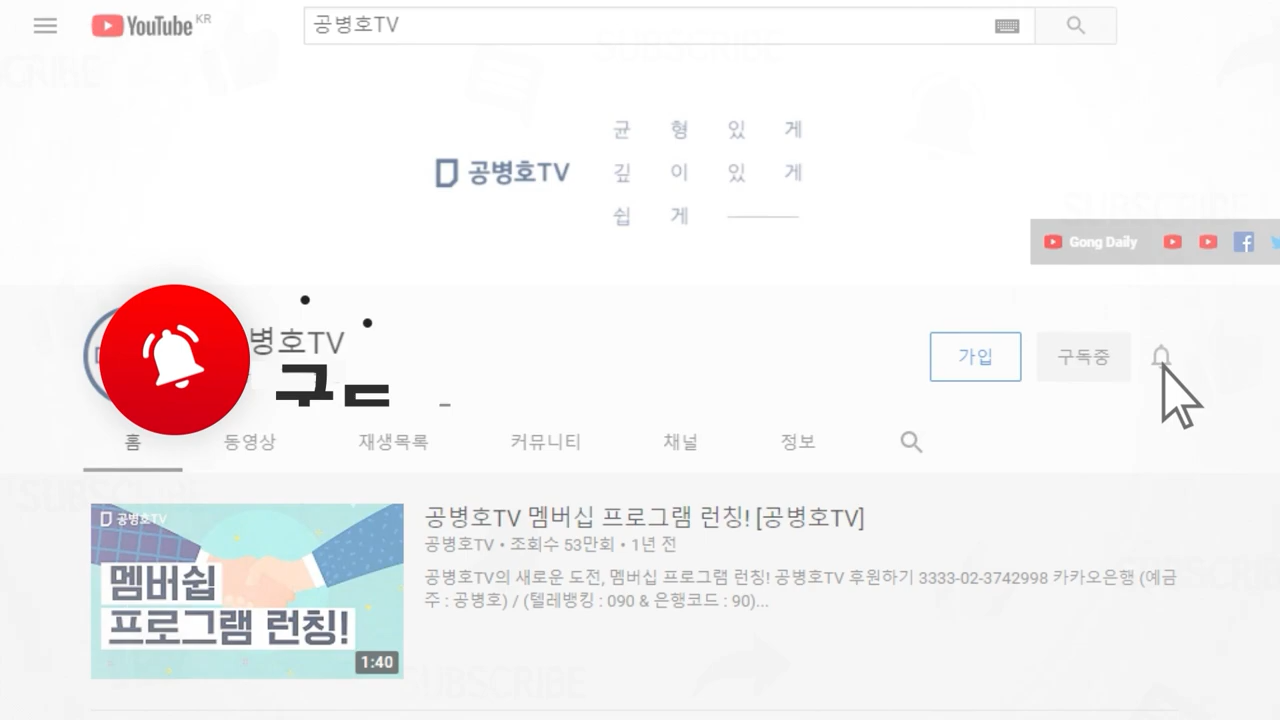 YouTube KR
공병호TV
SUBSCRIBE
균 형 있 게
공병호TV
깊 이 있 게
쉽 게
SUBSCRIBE
Gong Daily
병호TV
가입
구독중
홈 동영상 재생목록 커뮤니티 채널 정보
SUBSCRIBE
공병호TV
멤버쉽
프로그램 런칭!
1:40
공병호TV 멤버십 프로그램 런칭! [공병호TV]
공병호TV • 조회수 53만회 • 1년 전
공병호TV의 새로운 도전, 멤버십 프로그램 런칭! 공병호TV 후원하기 3333-02-3742998 카카오은행 (예금
주 : 공병호) / (텔레뱅킹 : 090 & 은행코드 : 90)...
SUBSCRIBE